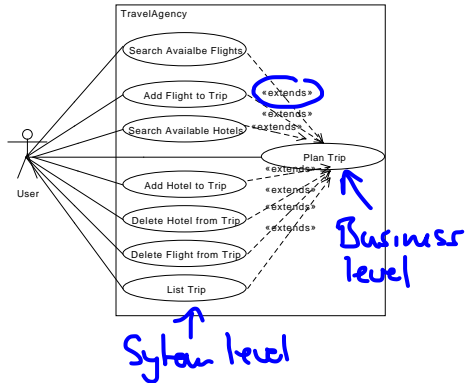 TravelAgency
Search Avaialbe Flights
Add Flight to Trip
«extends»
Search Available Hotels
«extends»
Plan Trip
User
«extends»
Add Hotel to Trip
«extends»
Delete Hotel from Trip
«extends»
«extends»
Delete Flight from Trip
List Trip
Business
level
Sytem level